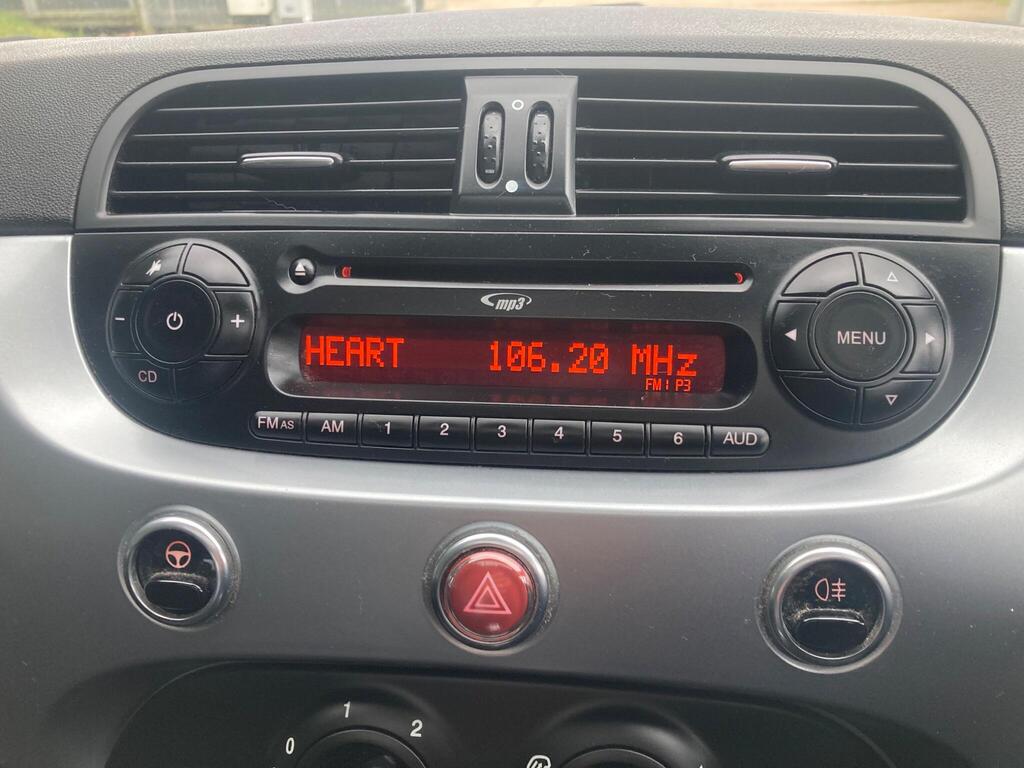 mp3
HEART 106.20 MHz
FM1 P3
- +
CD
MENU
FM AS AM 1 2 3 4 5 6 AUD
0 1 2